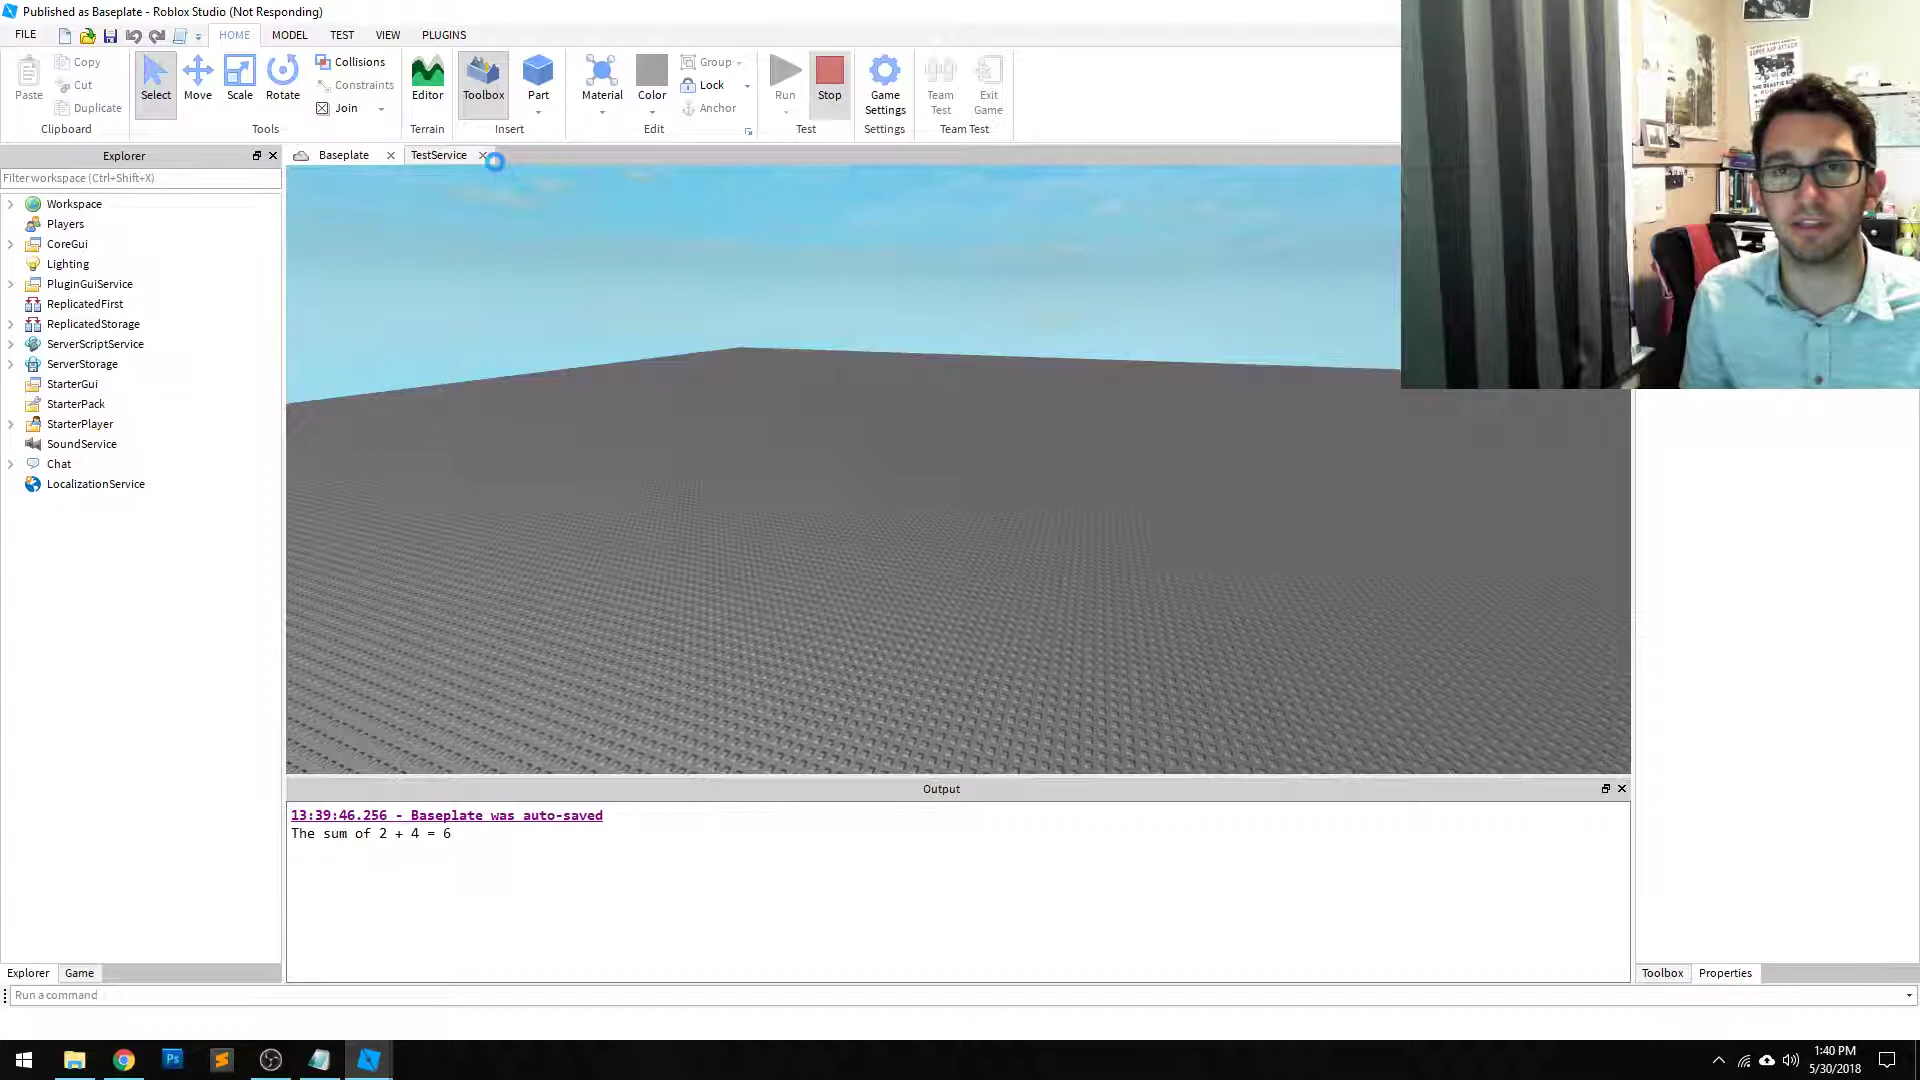 Published as Baseplate - Roblox Studio (Not Responding)
FILE HOME MODEL TEST VIEW PLUGINS
Paste Copy Cut Duplicate
Clipboard
Select Move Scale Rotate Collisions Constraints Join
Tools
Editor
Terrain
Toolbox Part
Insert
Material Color Group Lock Anchor
Edit
Run Stop
Test
Game Settings
Settings
Team Test Exit Game
Team Test
Explorer
Baseplate
TestService
Filter workspace (Ctrl+Shift+X)
Workspace
Players
CoreGui
Lighting
PluginGuiService
ReplicatedFirst
ReplicatedStorage
ServerScriptService
ServerStorage
StarterGui
StarterPack
StarterPlayer
SoundService
Chat
LocalizationService
Output
13:39:46.256 - Baseplate was auto-saved
The sum of 2 + 4 = 6
Explorer Game
Toolbox Properties
Run a command
Ps
1:40 PM
5/30/2018